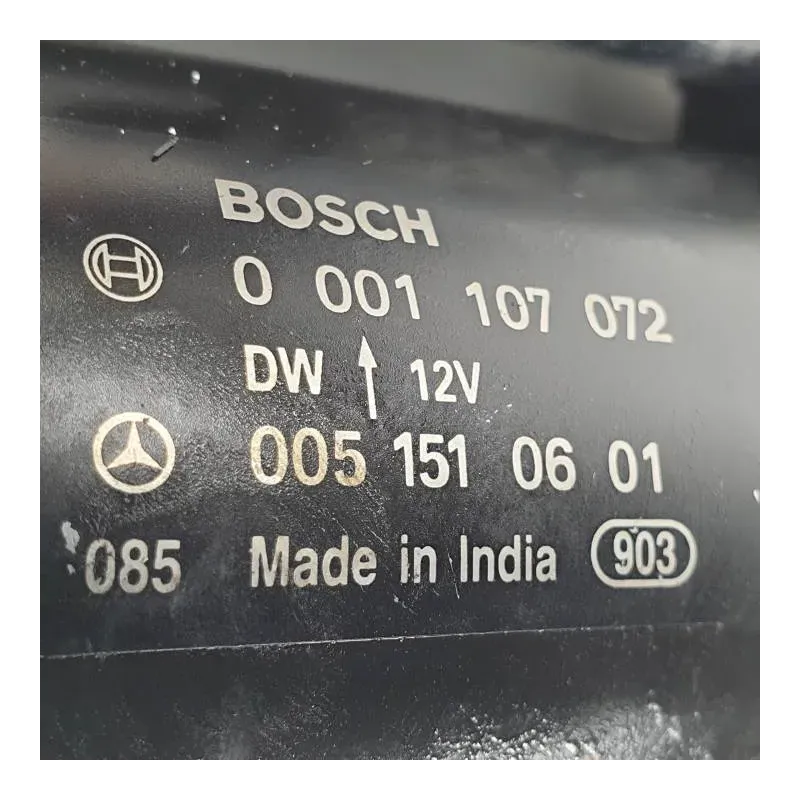 BOSCH
0 001 107 072
DW ↑ 12V
005 151 06 01
085 Made in India 903